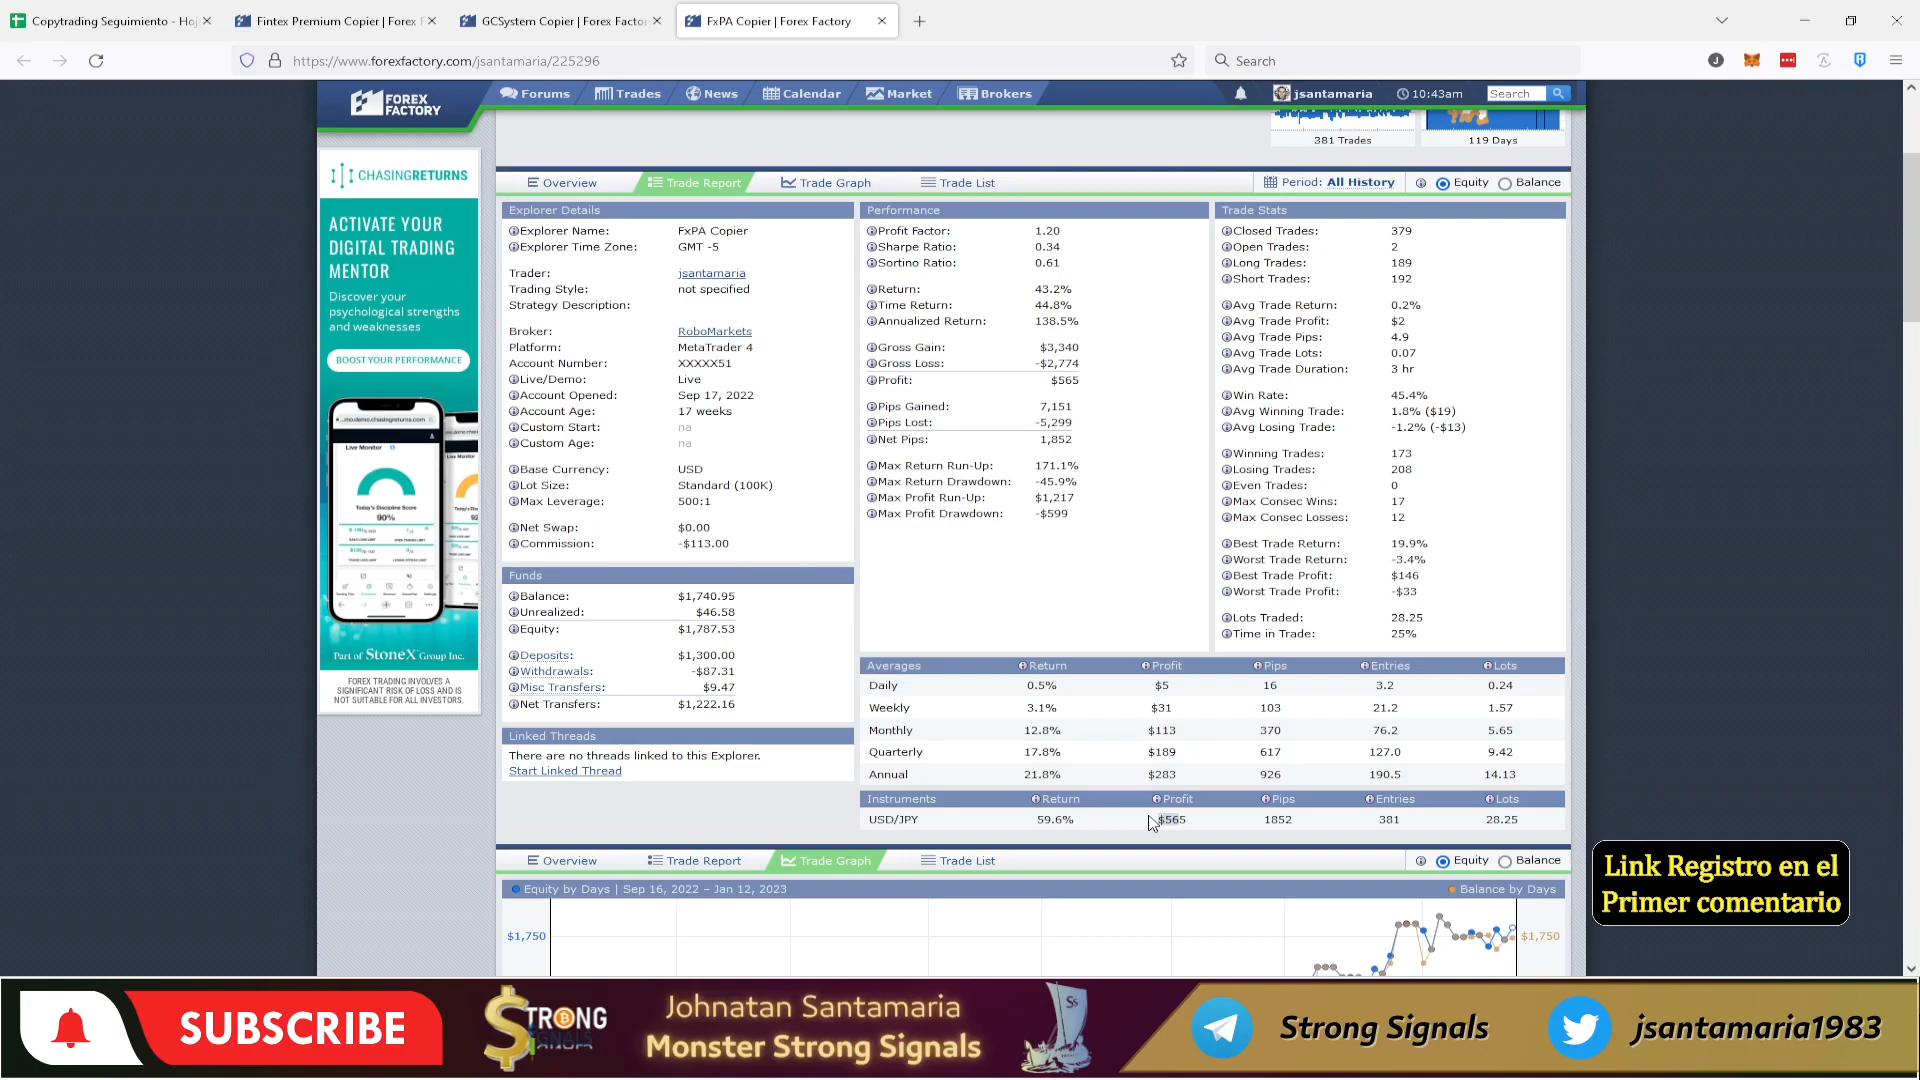 Copytrading Seguimiento - Hoj
Fintex Premium Copier | Forex F
GCSystem Copier | Forex Factor
FxPA Copier | Forex Factory
https://www.forexfactory.com/jsantamaria/225296
Search
FOREX FACTORY
Forums
Trades
News
Calendar
Market
Brokers
jsantamaria
10:43am
Search
381 Trades
119 Days
CHASINGRETURNS
ACTIVATE YOUR
DIGITAL TRADING
MENTOR
Discover your
psychological strengths
and weaknesses
BOOST YOUR PERFORMANCE
Live Monitor
Today's Discipline Score
90%
Part of StoneX Group Inc.
FOREX TRADING INVOLVES A
SIGNIFICANT RISK OF LOSS AND IS
NOT SUITABLE FOR ALL INVESTORS.
Overview
Trade Report
Trade Graph
Trade List
Period: All History
Equity
Balance
Explorer Details
Explorer Name: FxPA Copier
Explorer Time Zone: GMT -5
Trader: jsantamaria
Trading Style: not specified
Strategy Description:
Broker: RoboMarkets
Platform: MetaTrader 4
Account Number: XXXXX51
Live/Demo: Live
Account Opened: Sep 17, 2022
Account Age: 17 weeks
Custom Start: na
Custom Age: na
Base Currency: USD
Lot Size: Standard (100K)
Max Leverage: 500:1
Net Swap: $0.00
Commission: -$113.00
Funds
Balance: $1,740.95
Unrealized: $46.58
Equity: $1,787.53
Deposits: $1,300.00
Withdrawals: -$87.31
Misc Transfers: $9.47
Net Transfers: $1,222.16
Linked Threads
There are no threads linked to this Explorer.
Start Linked Thread
Performance
Profit Factor: 1.20
Sharpe Ratio: 0.34
Sortino Ratio: 0.61
Return: 43.2%
Time Return: 44.8%
Annualized Return: 138.5%
Gross Gain: $3,340
Gross Loss: -$2,774
Profit: $565
Pips Gained: 7,151
Pips Lost: -5,299
Net Pips: 1,852
Max Return Run-Up: 171.1%
Max Return Drawdown: -45.9%
Max Profit Run-Up: $1,217
Max Profit Drawdown: -$599
Trade Stats
Closed Trades: 379
Open Trades: 2
Long Trades: 189
Short Trades: 192
Avg Trade Return: 0.2%
Avg Trade Profit: $2
Avg Trade Pips: 4.9
Avg Trade Lots: 0.07
Avg Trade Duration: 3 hr
Win Rate: 45.4%
Avg Winning Trade: 1.8% ($19)
Avg Losing Trade: -1.2% (-$13)
Winning Trades: 173
Losing Trades: 208
Even Trades: 0
Max Consec Wins: 17
Max Consec Losses: 12
Best Trade Return: 19.9%
Worst Trade Return: -3.4%
Best Trade Profit: $146
Worst Trade Profit: -$33
Lots Traded: 28.25
Time in Trade: 25%
Averages Return Profit Pips Entries Lots
Daily 0.5% $5 16 3.2 0.24
Weekly 3.1% $31 103 21.2 1.57
Monthly 12.8% $113 370 76.2 5.65
Quarterly 17.8% $189 617 127.0 9.42
Annual 21.8% $283 926 190.5 14.13
Instruments Return Profit Pips Entries Lots
USD/JPY 59.6% $565 1852 381 28.25
Overview
Trade Report
Trade Graph
Trade List
Equity
Balance
Equity by Days | Sep 16, 2022 – Jan 12, 2023
Balance by Days
$1,750
$1,750
Link Registro en el
Primer comentario
SUBSCRIBE
STRONG
SIGNALS
Johnatan Santamaria
Monster Strong Signals
Ss
Strong Signals
jsantamaria1983